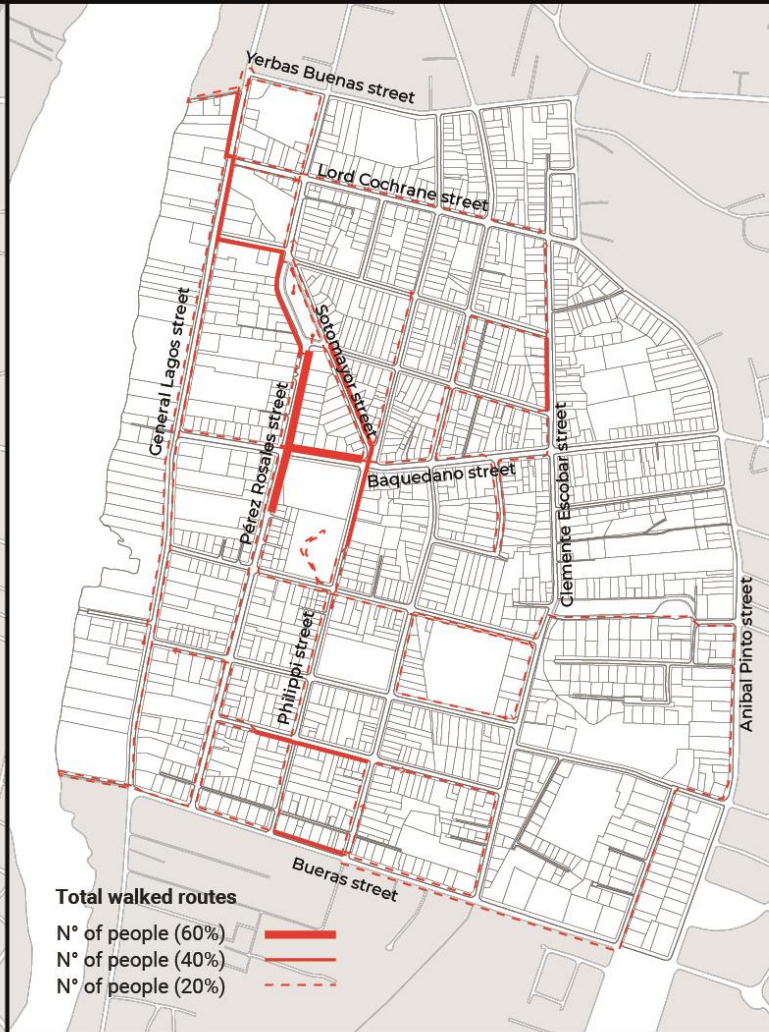 Yerbas Buenas street
Lord Cochrane street
General Lagos street
Sotomayor street
Pérez Rosales street
Baquedano street
Clemente Escobar street
Philippi street
Anibal Pinto street
Bueras street
Total walked routes
N° of people (60%)
N° of people (40%)
N° of people (20%)